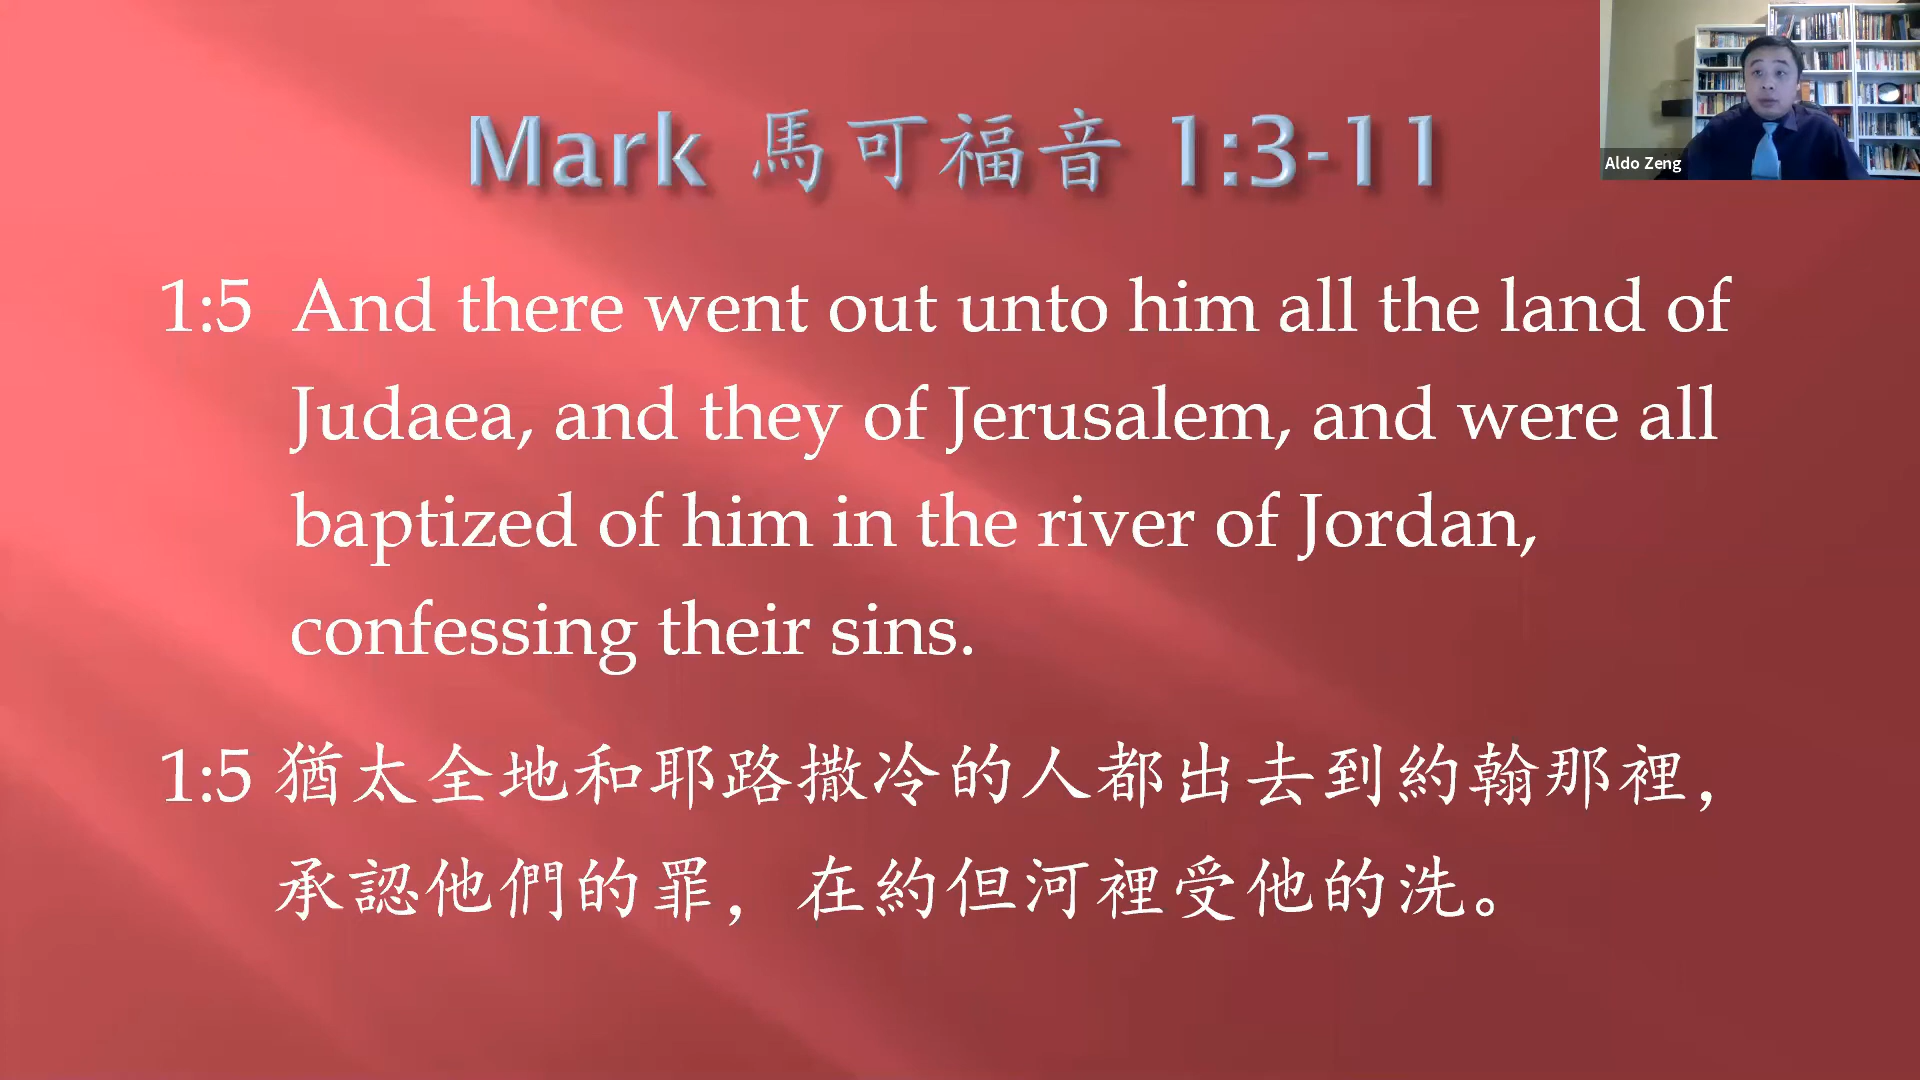 Mark 馬可福音 1:3-11
Aldo Zeng
1:5 And there went out unto him all the land of
Judaea, and they of Jerusalem, and were all
baptized of him in the river of Jordan,
confessing their sins.
1:5 猶太全地和耶路撒冷的人都出去到約翰那裡,
承認他們的罪, 在約但河裡受他的洗。